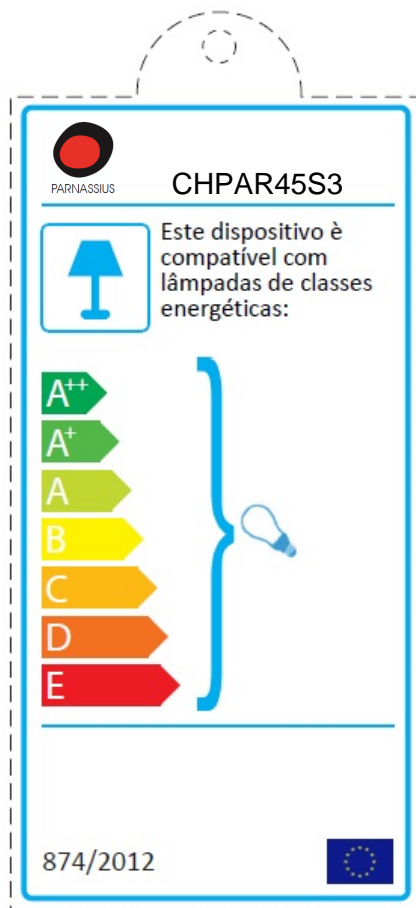 PARNASSIUS
CHPAR45S3
Este dispositivo è
compatível com
lâmpadas de classes
energéticas:
A++
A+
A
B
C
D
E
874/2012